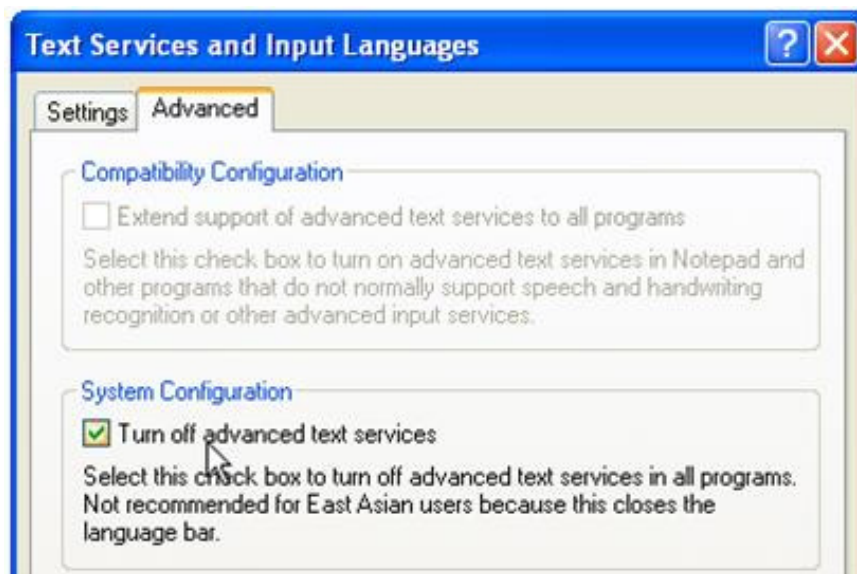 Text Services and Input Languages
Settings
Advanced
Compatibility Configuration
Extend support of advanced text services to all programs
Select this check box to turn on advanced text services in Notepad and
other programs that do not normally support speech and handwriting
recognition or other advanced input services.
System Configuration
Turn off advanced text services
Select this check box to turn off advanced text services in all programs.
Not recommended for East Asian users because this closes the
language bar.